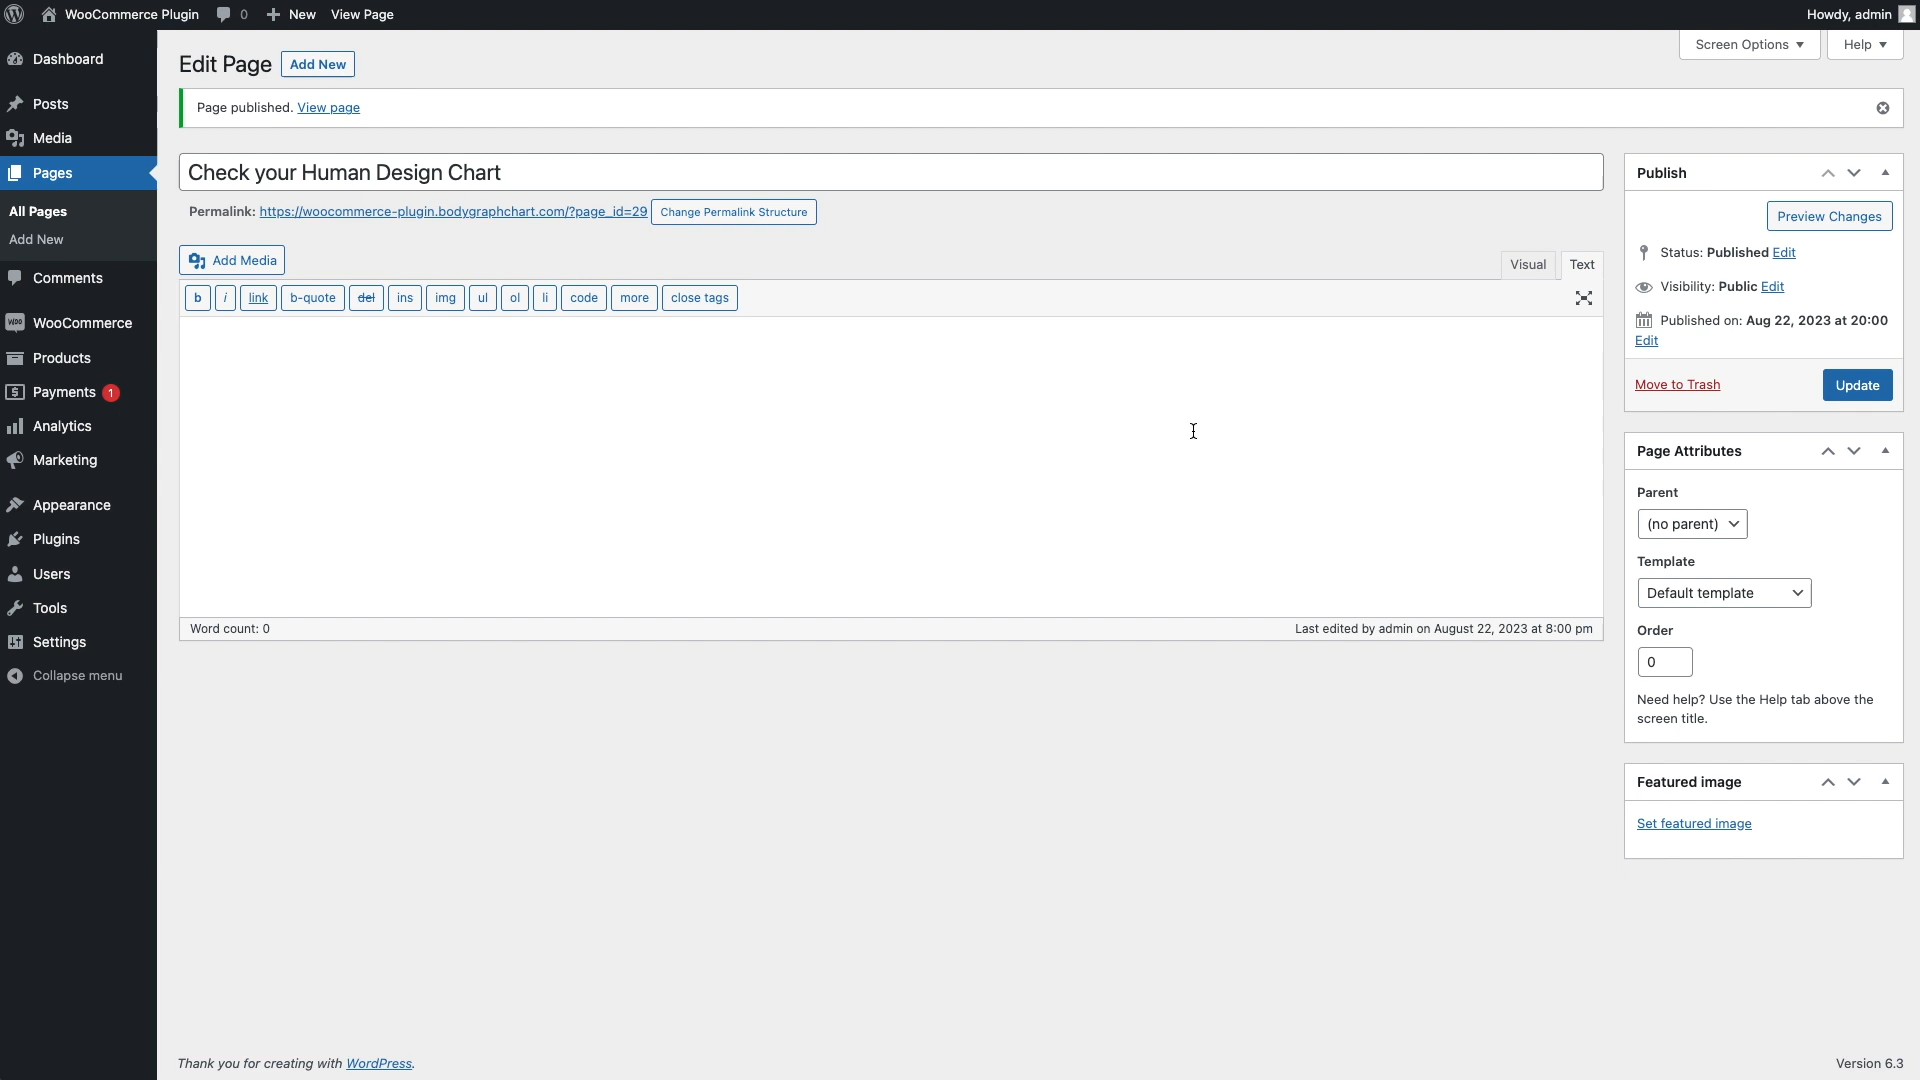 WooCommerce Plugin 0 New View Page Howdy, admin
Dashboard
Posts
Media
Pages
All Pages
Add New
Comments
WooCommerce
Products
Payments 1
Analytics
Marketing
Appearance
Plugins
Users
Tools
Settings
Collapse menu
Screen Options Help
Edit Page Add New
Page published. View page
Check your Human Design Chart
Permalink: https://woocommerce-plugin.bodygraphchart.com/?page_id=29 Change Permalink Structure
Add Media
Visual Text
b i link b-quote del ins img ul ol li code more close tags
Word count: 0 Last edited by admin on August 22, 2023 at 8:00 pm
Publish
Preview Changes
Status: Published Edit
Visibility: Public Edit
Published on: Aug 22, 2023 at 20:00
Edit
Move to Trash Update
Page Attributes
Parent
(no parent)
Template
Default template
Order
0
Need help? Use the Help tab above the
screen title.
Featured image
Set featured image
Thank you for creating with WordPress. Version 6.3